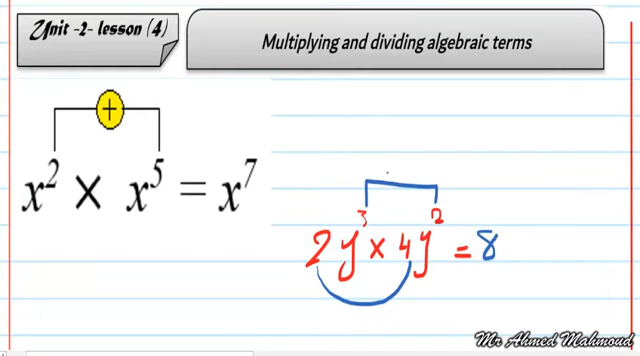 Unit -2- lesson (4)
Multiplying and dividing algebraic terms
+
x² × x⁵ = x⁷
2y³ × 4y² = 8
Mr Ahmed Mahmoud